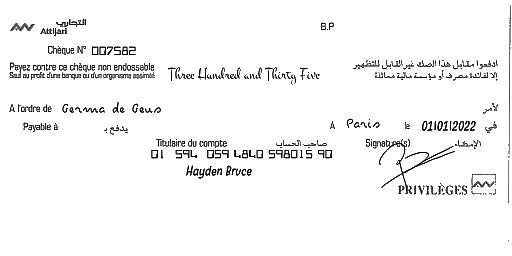 التجاري
Attijari
B.P
Chèque N° 007582
Payez contre ce chèque non endossable
Sauf au profit d'une banque ou d'un organisme assimilé
Three Hundred and Thirty Five
ادفعوا مقابل هذا الصك غير القابل للتظهير
إلا لفائدة مصرف أو مؤسسة مالية مماثلة
A l'ordre de Germa de Geus لأمر
Payable à يدفع بـ A Paris le 01/01/2022 في
Titulaire du compte صاحب الحساب Signature(s) الإمضاء
01 594 059 4840 598015 90
Hayden Bruce
PRIVILÈGES